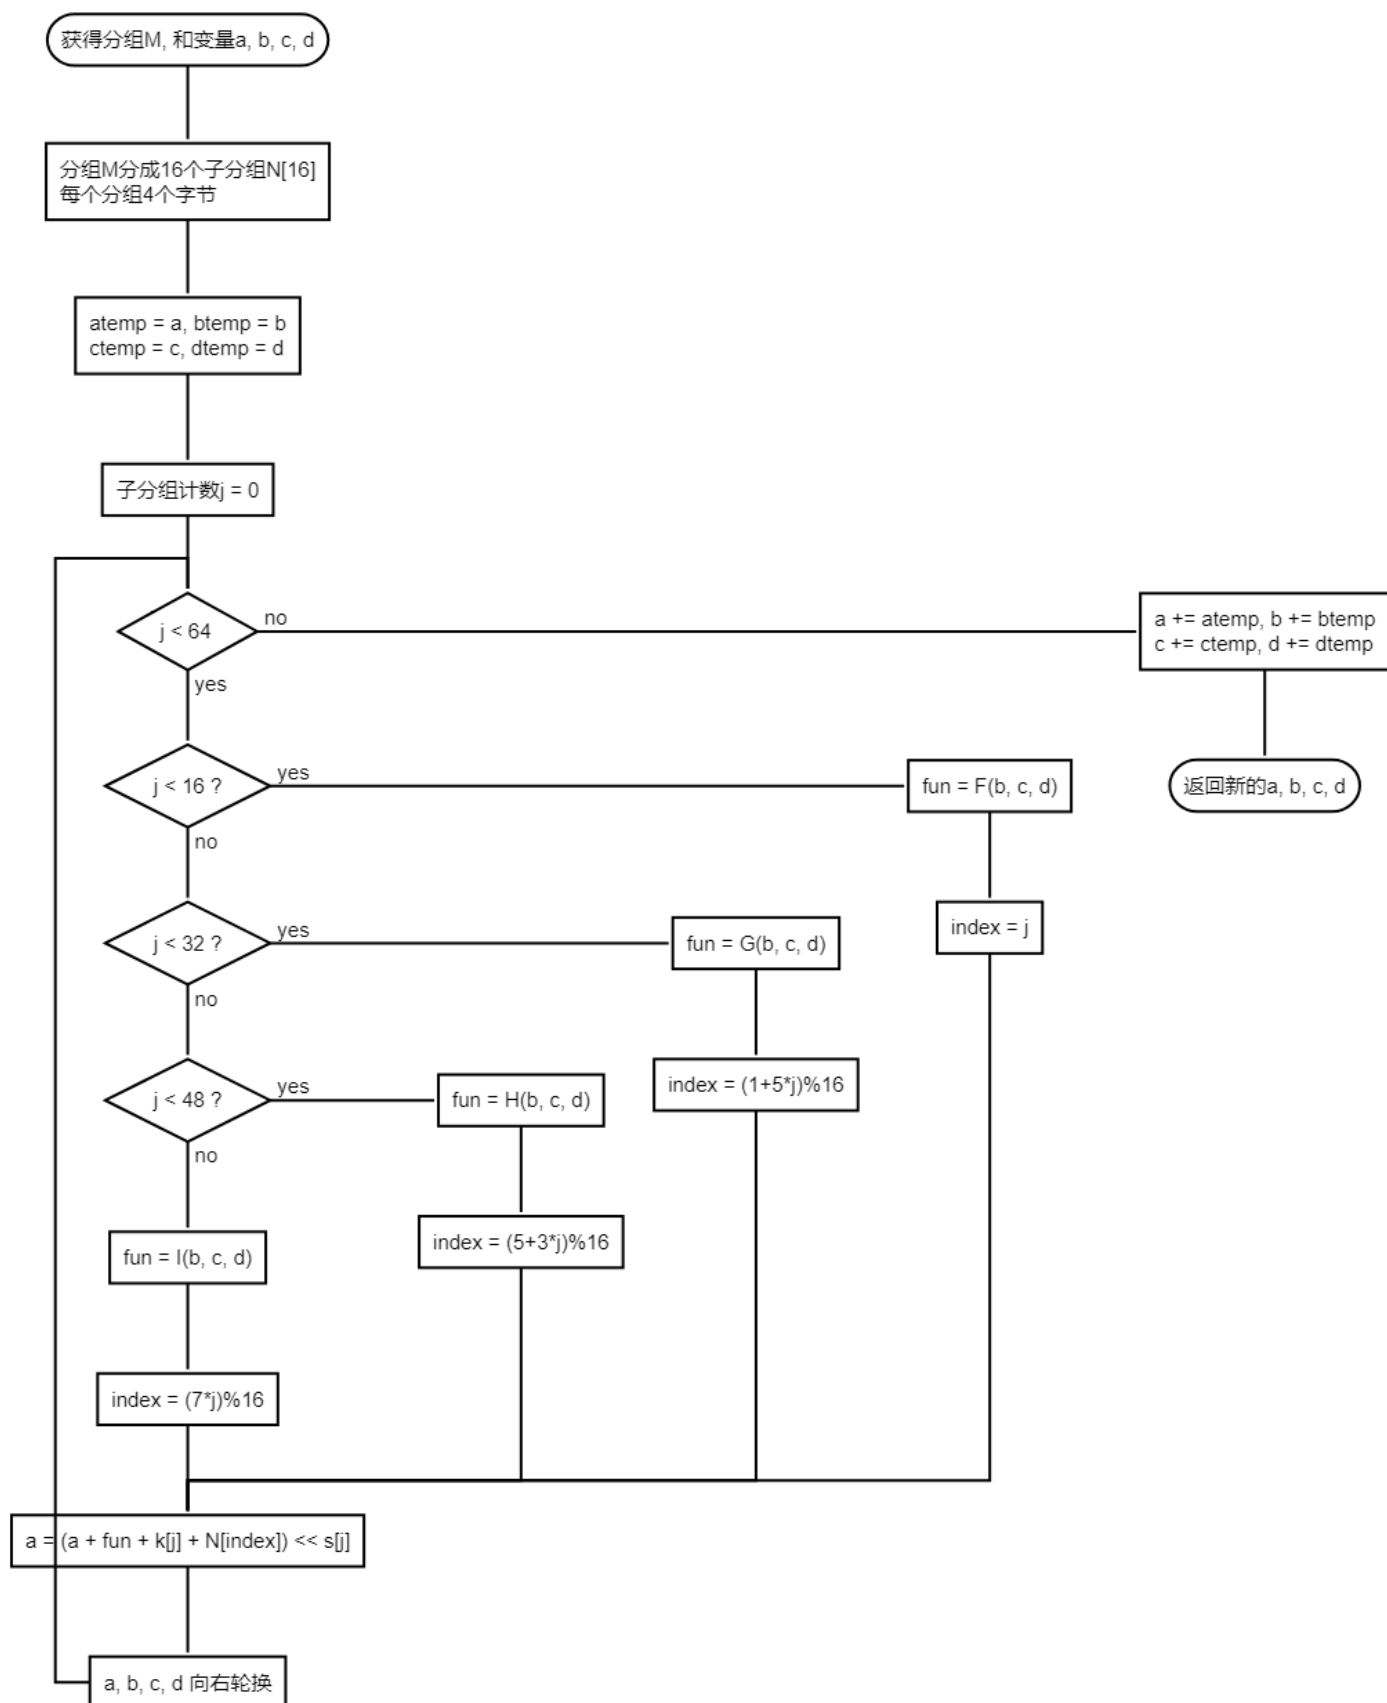 获得分组M, 和变量a, b, c, d
分组M分成16个子分组N[16]
每个分组4个字节
atemp = a, btemp = b
ctemp = c, dtemp = d
子分组计数j = 0
j < 64
no
yes
a += atemp, b += btemp
c += ctemp, d += dtemp
返回新的a, b, c, d
j < 16 ?
yes
no
fun = F(b, c, d)
index = j
j < 32 ?
yes
no
fun = G(b, c, d)
index = (1+5*j)%16
j < 48 ?
yes
no
fun = H(b, c, d)
index = (5+3*j)%16
fun = I(b, c, d)
index = (7*j)%16
a = (a + fun + k[j] + N[index]) << s[j]
a, b, c, d 向右轮换